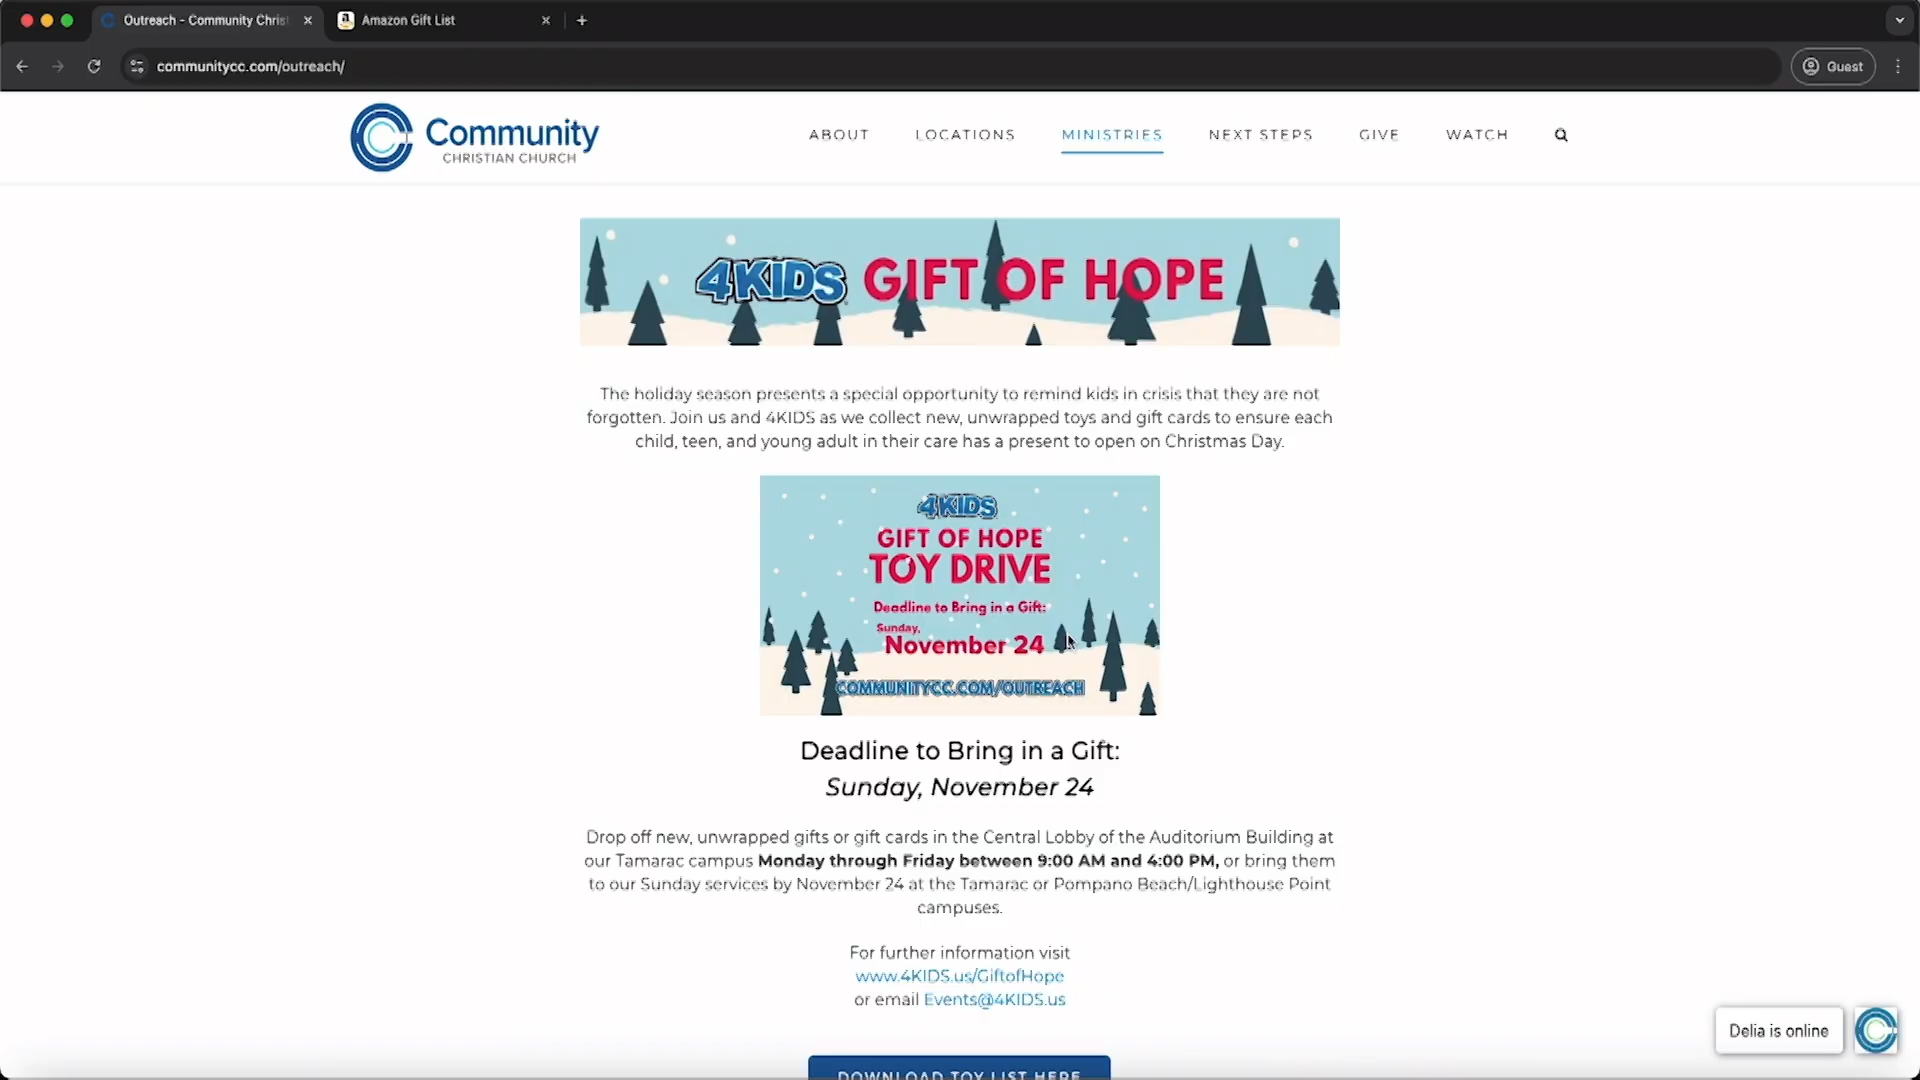 Outreach - Community Chris
Amazon Gift List
communitycc.com/outreach/
Guest
Community
CHRISTIAN CHURCH
ABOUT
LOCATIONS
MINISTRIES
NEXT STEPS
GIVE
WATCH
4KIDS GIFT OF HOPE
The holiday season presents a special opportunity to remind kids in crisis that they are not
forgotten. Join us and 4KIDS as we collect new, unwrapped toys and gift cards to ensure each
child, teen, and young adult in their care has a present to open on Christmas Day.
4KIDS
GIFT OF HOPE
TOY DRIVE
Deadline to Bring in a Gift:
Sunday,
November 24
COMMUNITYCC.COM/OUTREACH
Deadline to Bring in a Gift:
Sunday, November 24
Drop off new, unwrapped gifts or gift cards in the Central Lobby of the Auditorium Building at
our Tamarac campus Monday through Friday between 9:00 AM and 4:00 PM, or bring them
to our Sunday services by November 24 at the Tamarac or Pompano Beach/Lighthouse Point
campuses.
For further information visit
www.4KIDS.us/GiftofHope
or email Events@4KIDS.us
DOWNLOAD TOY LIST HERE
Delia is online